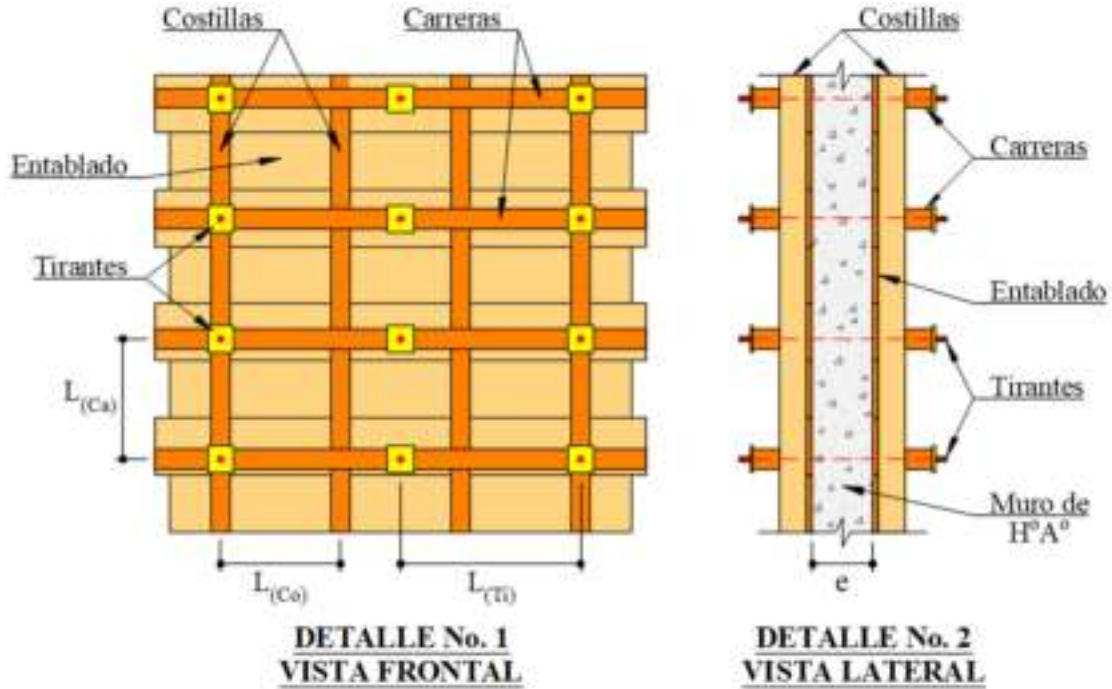 Costillas
Carreras
Entablado
Tirantes
L(Ca)
L(Co)
L(Ti)
DETALLE No. 1
VISTA FRONTAL
Costillas
Carreras
Entablado
Tirantes
Muro de
H°A°
e
DETALLE No. 2
VISTA LATERAL